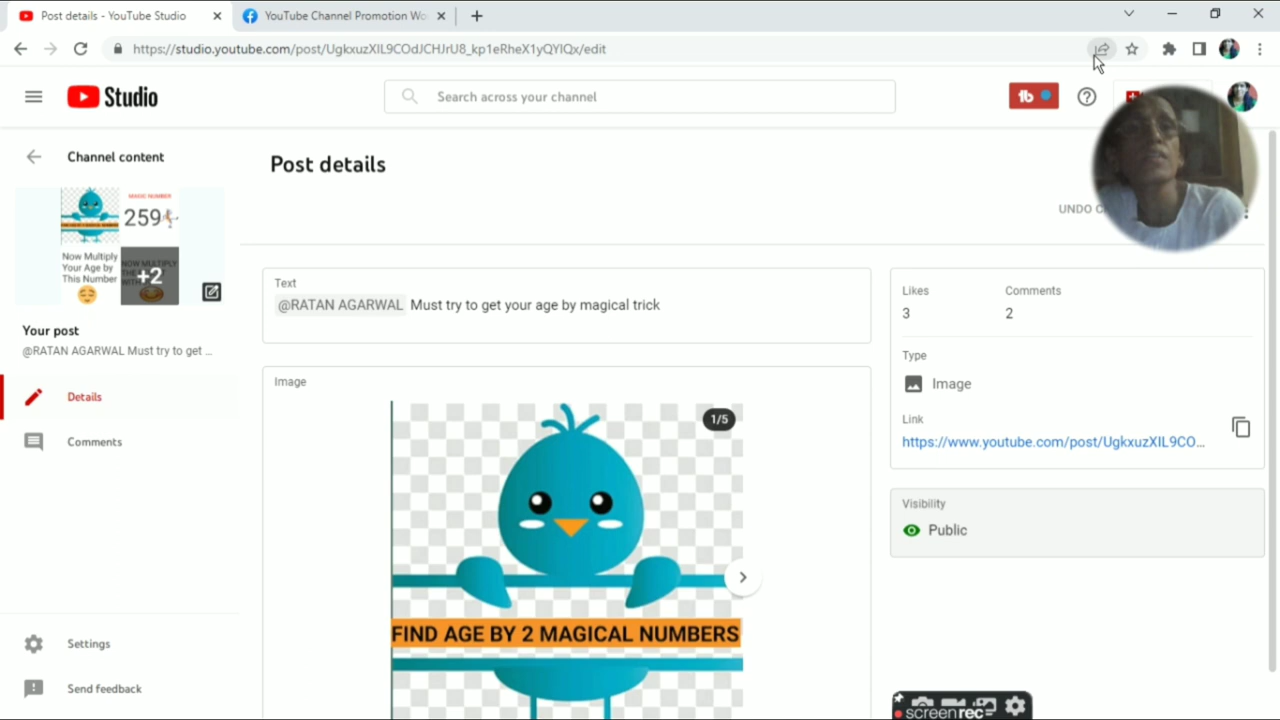 Post details - YouTube Studio
YouTube Channel Promotion Wo
https://studio.youtube.com/post/UgkxuzXIL9COdJCHJrU8_kp1eRheX1yQYIQx/edit
Studio
Search across your channel
Channel content
Post details
UNDO C
MAGIC NUMBER
259
Now Multiply
Your Age by
This Number
+2
Text
@RATAN AGARWAL Must try to get your age by magical trick
Likes
Comments
3
2
Your post
@RATAN AGARWAL Must try to get ...
Type
Image
Image
1/5
Details
Link
https://www.youtube.com/post/UgkxuzXIL9CO...
Comments
Visibility
Public
FIND AGE BY 2 MAGICAL NUMBERS
Settings
Send feedback
screenrec